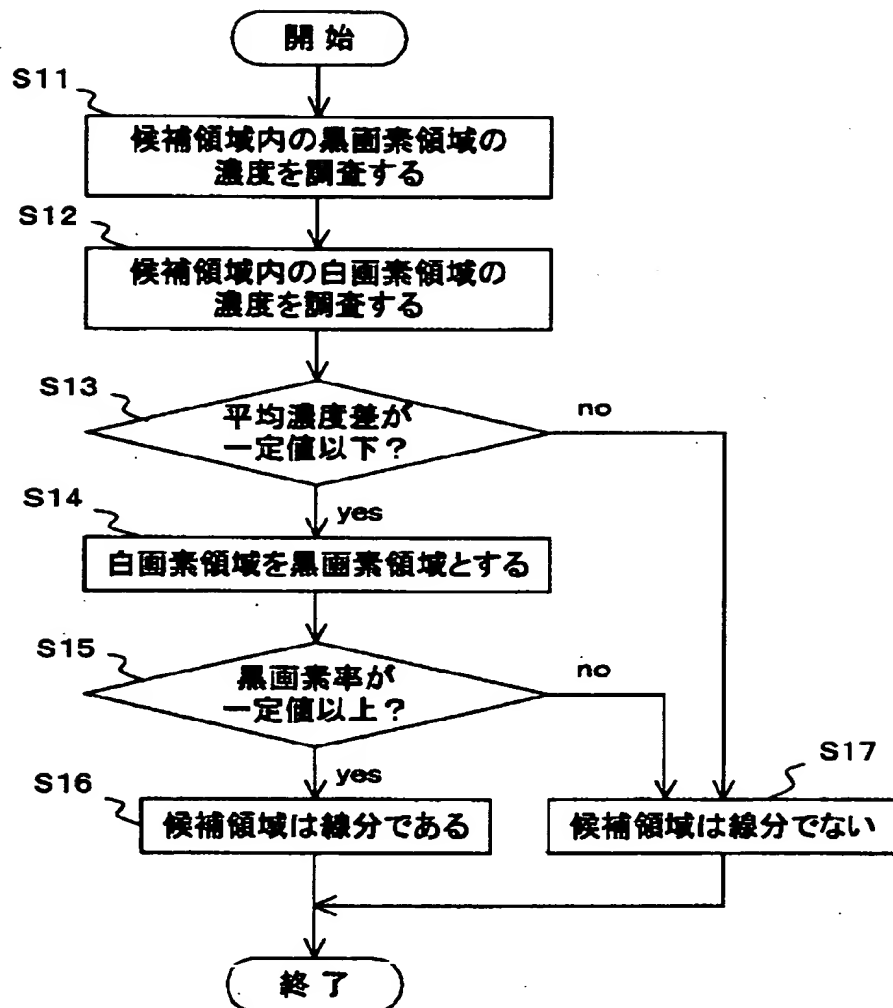 開始
S11
候補領域内の黒画素領域の
濃度を調査する
S12
候補領域内の白画素領域の
濃度を調査する
S13
平均濃度差が
一定値以下?
no
yes
S14
白画素領域を黒画素領域とする
S15
黒画素率が
一定値以上?
no
yes
S16
候補領域は線分である
S17
候補領域は線分でない
終了